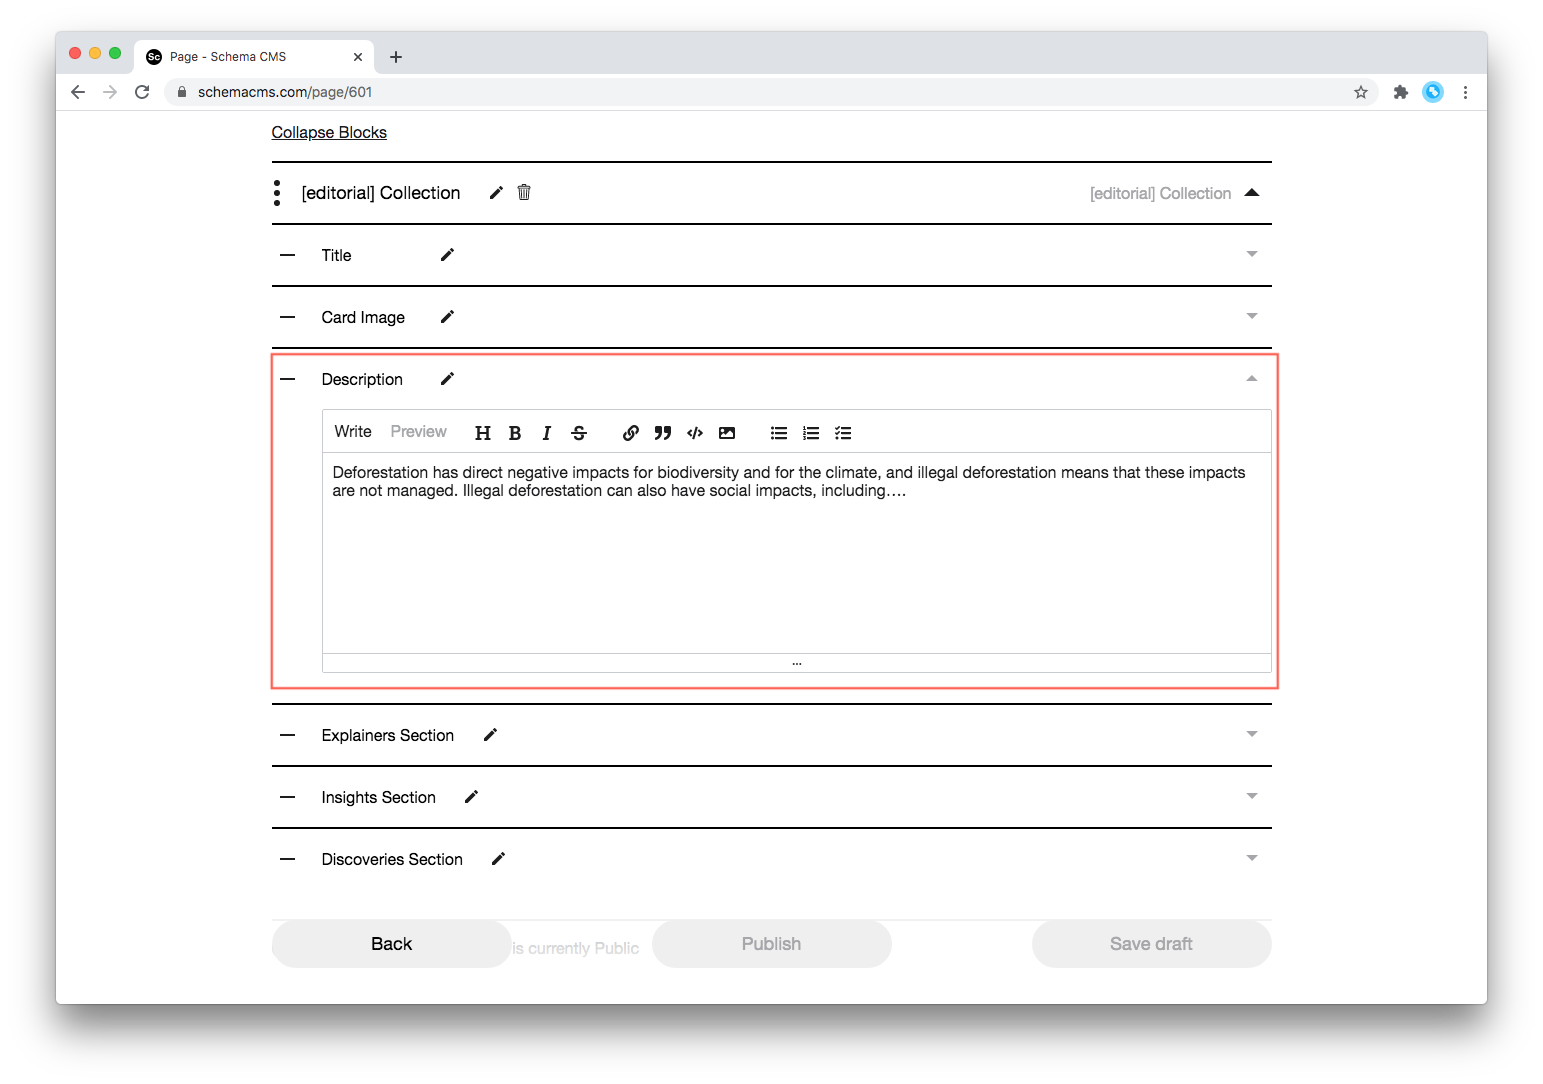 Sc Page - Schema CMS
schemacms.com/page/601
Collapse Blocks
[editorial] Collection [editorial] Collection
Title
Card Image
Description
Write Preview H B I S
Deforestation has direct negative impacts for biodiversity and for the climate, and illegal deforestation means that these impacts
are not managed. Illegal deforestation can also have social impacts, including....
...
Explainers Section
Insights Section
Discoveries Section
Back is currently Public Publish Save draft